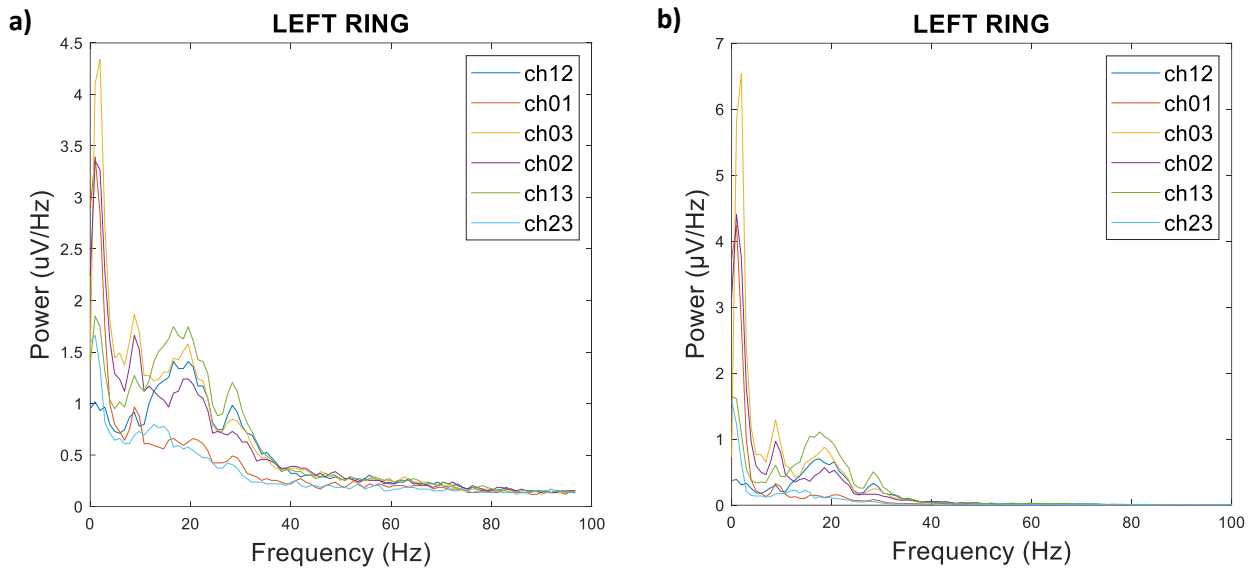 a)
LEFT RING
4.5
4
3.5
3
2.5
2
1.5
1
0.5
0
Power (uV/Hz)
ch12
ch01
ch03
ch02
ch13
ch23
0 20 40 60 80 100
Frequency (Hz)
b)
LEFT RING
7
6
5
4
3
2
1
0
Power (μV/Hz)
ch12
ch01
ch03
ch02
ch13
ch23
0 20 40 60 80 100
Frequency (Hz)